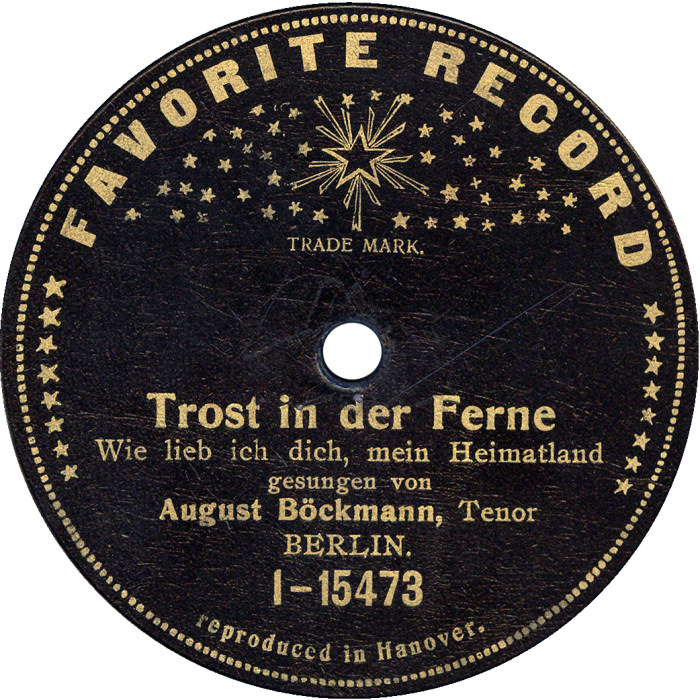 FAVORITE RECORD
TRADE MARK.
Trost in der Ferne
Wie lieb ich dich, mein Heimatland
gesungen von
August Böckmann, Tenor
BERLIN.
1-15473
reproduced in Hanover.